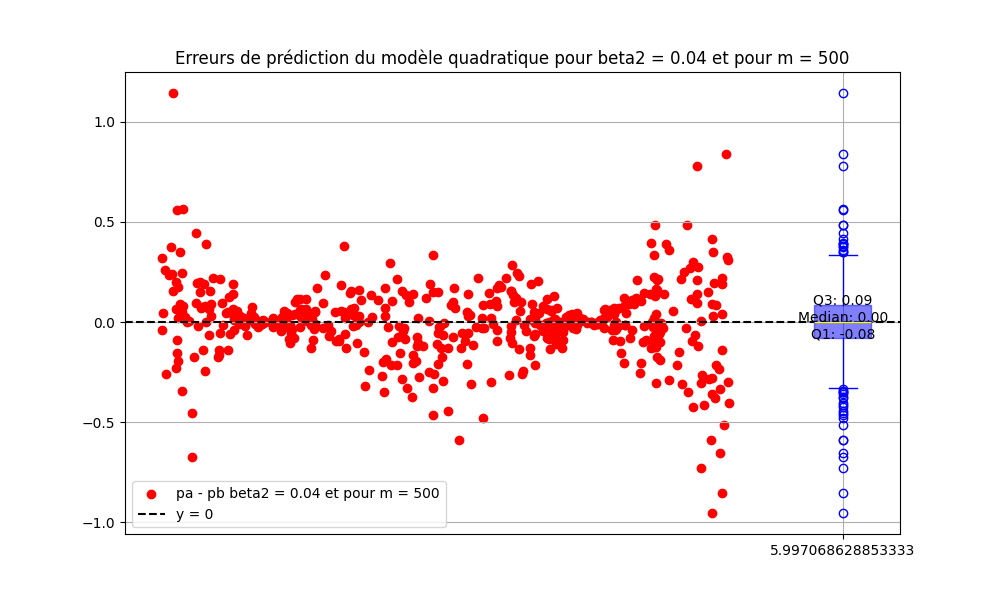 Erreurs de prédiction du modèle quadratique pour beta2 = 0.04 et pour m = 500
1.0
0.5
0.0
−0.5
−1.0
Q3: 0.09
Median: 0.00
Q1: -0.08
pa - pb beta2 = 0.04 et pour m = 500
y = 0
5.997068628853333